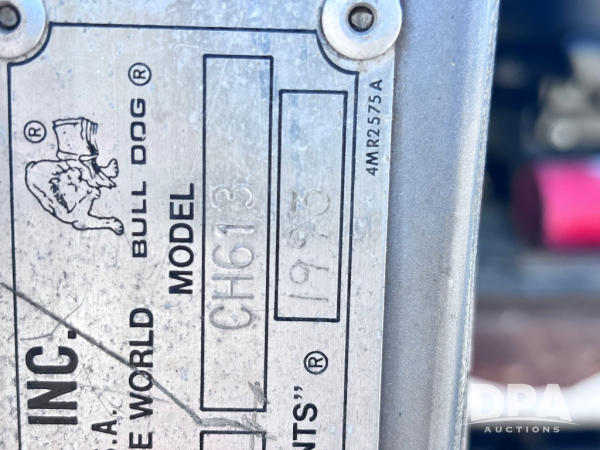 INC.
.S.A.
E WORLD
®
BULL DOG®
MODEL
CH613
1995
NTS"®
4MR2575A
DPA
AUCTIONS